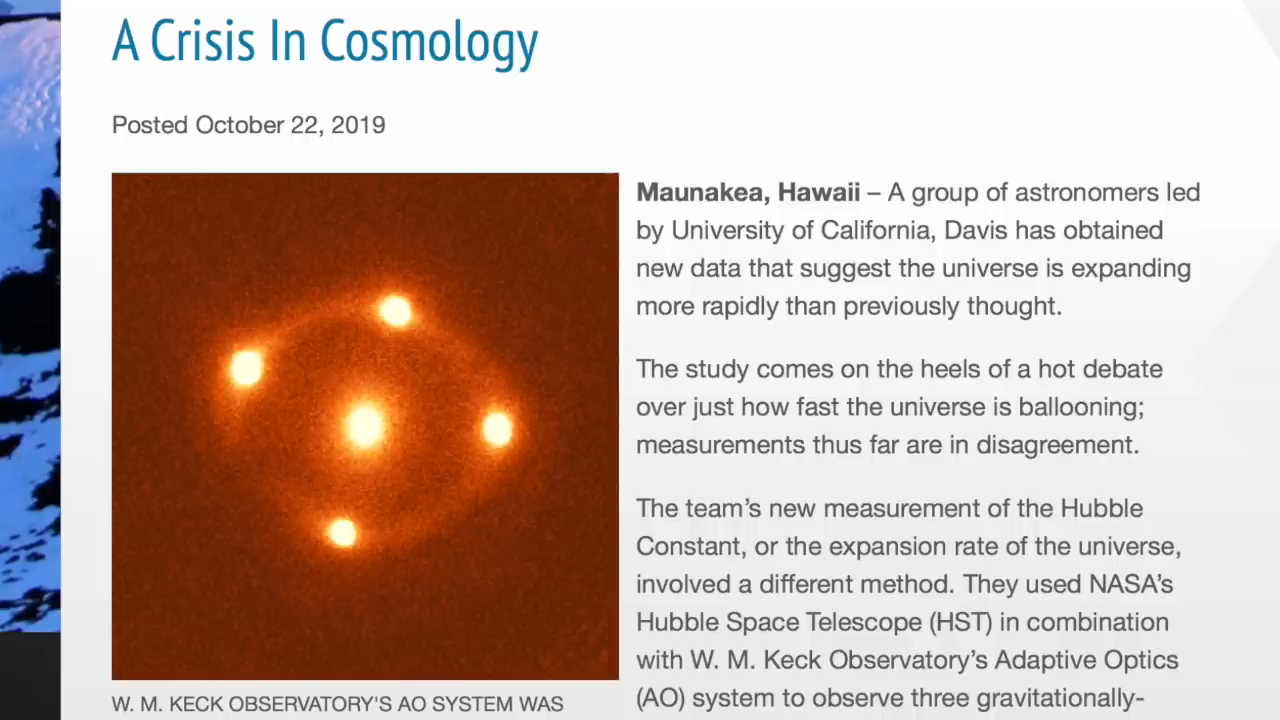 A Crisis In Cosmology
Posted October 22, 2019
Maunakea, Hawaii – A group of astronomers led
by University of California, Davis has obtained
new data that suggest the universe is expanding
more rapidly than previously thought.
The study comes on the heels of a hot debate
over just how fast the universe is ballooning;
measurements thus far are in disagreement.
The team’s new measurement of the Hubble
Constant, or the expansion rate of the universe,
involved a different method. They used NASA’s
Hubble Space Telescope (HST) in combination
with W. M. Keck Observatory’s Adaptive Optics
(AO) system to observe three gravitationally-
W. M. KECK OBSERVATORY'S AO SYSTEM WAS